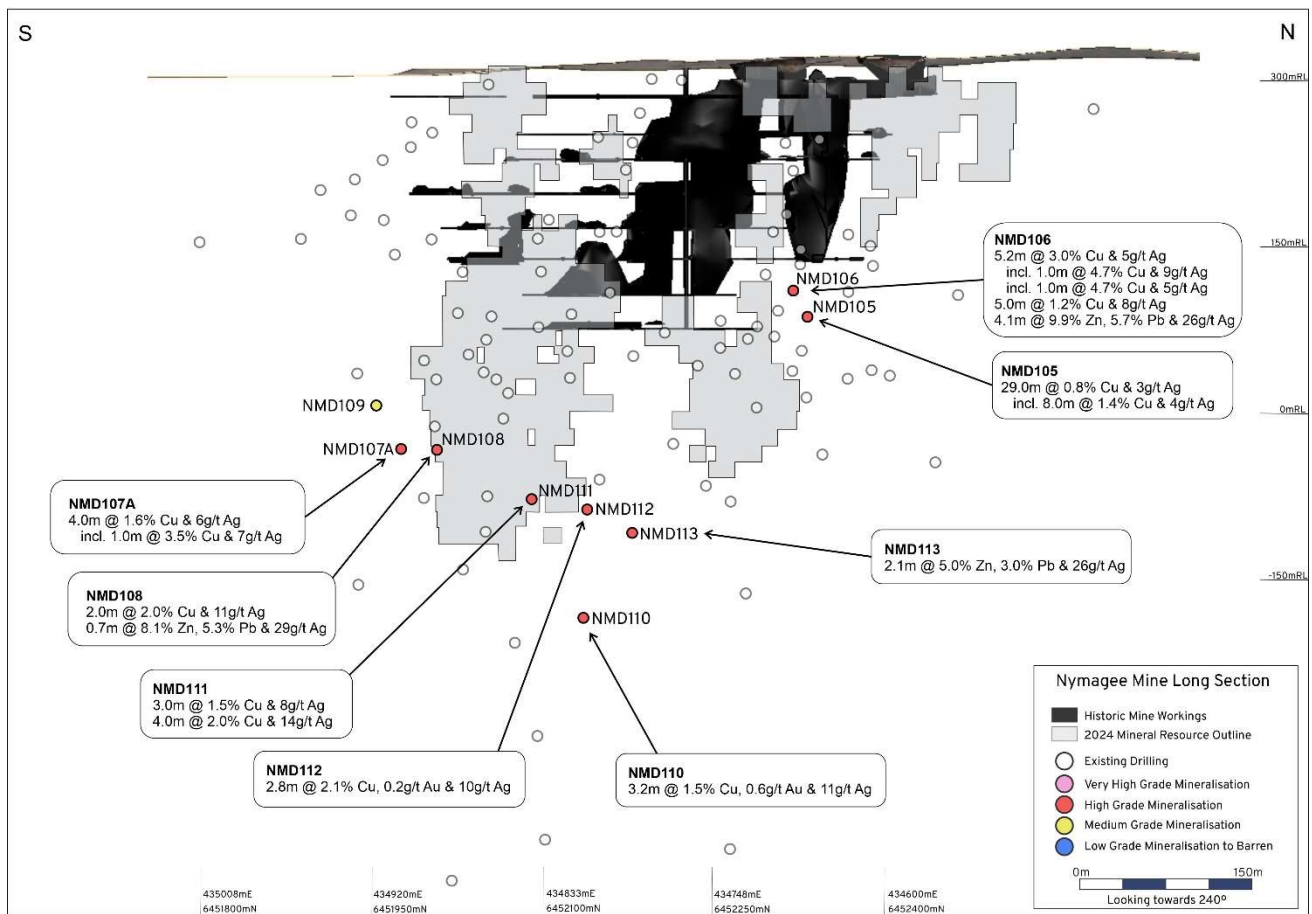 S
N
300mRL
150mRL
0mRL
-150mRL
NMD106
5.2m @ 3.0% Cu & 5g/t Ag
incl. 1.0m @ 4.7% Cu & 9g/t Ag
incl. 1.0m @ 4.7% Cu & 5g/t Ag
5.0m @ 1.2% Cu & 8g/t Ag
4.1m @ 9.9% Zn, 5.7% Pb & 26g/t Ag
NMD106
NMD105
NMD105
29.0m @ 0.8% Cu & 3g/t Ag
incl. 8.0m @ 1.4% Cu & 4g/t Ag
NMD109
NMD107A
NMD108
NMD111
NMD112
NMD113
NMD110
NMD107A
4.0m @ 1.6% Cu & 6g/t Ag
incl. 1.0m @ 3.5% Cu & 7g/t Ag
NMD113
2.1m @ 5.0% Zn, 3.0% Pb & 26g/t Ag
NMD108
2.0m @ 2.0% Cu & 11g/t Ag
0.7m @ 8.1% Zn, 5.3% Pb & 29g/t Ag
NMD111
3.0m @ 1.5% Cu & 8g/t Ag
4.0m @ 2.0% Cu & 14g/t Ag
NMD112
2.8m @ 2.1% Cu, 0.2g/t Au & 10g/t Ag
NMD110
3.2m @ 1.5% Cu, 0.6g/t Au & 11g/t Ag
Nymagee Mine Long Section
Historic Mine Workings
2024 Mineral Resource Outline
Existing Drilling
Very High Grade Mineralisation
High Grade Mineralisation
Medium Grade Mineralisation
Low Grade Mineralisation to Barren
0m 150m
Looking towards 240º
435008mE
6451800mN
434920mE
6451950mN
434833mE
6452100mN
434748mE
6452250mN
434600mE
6452400mN